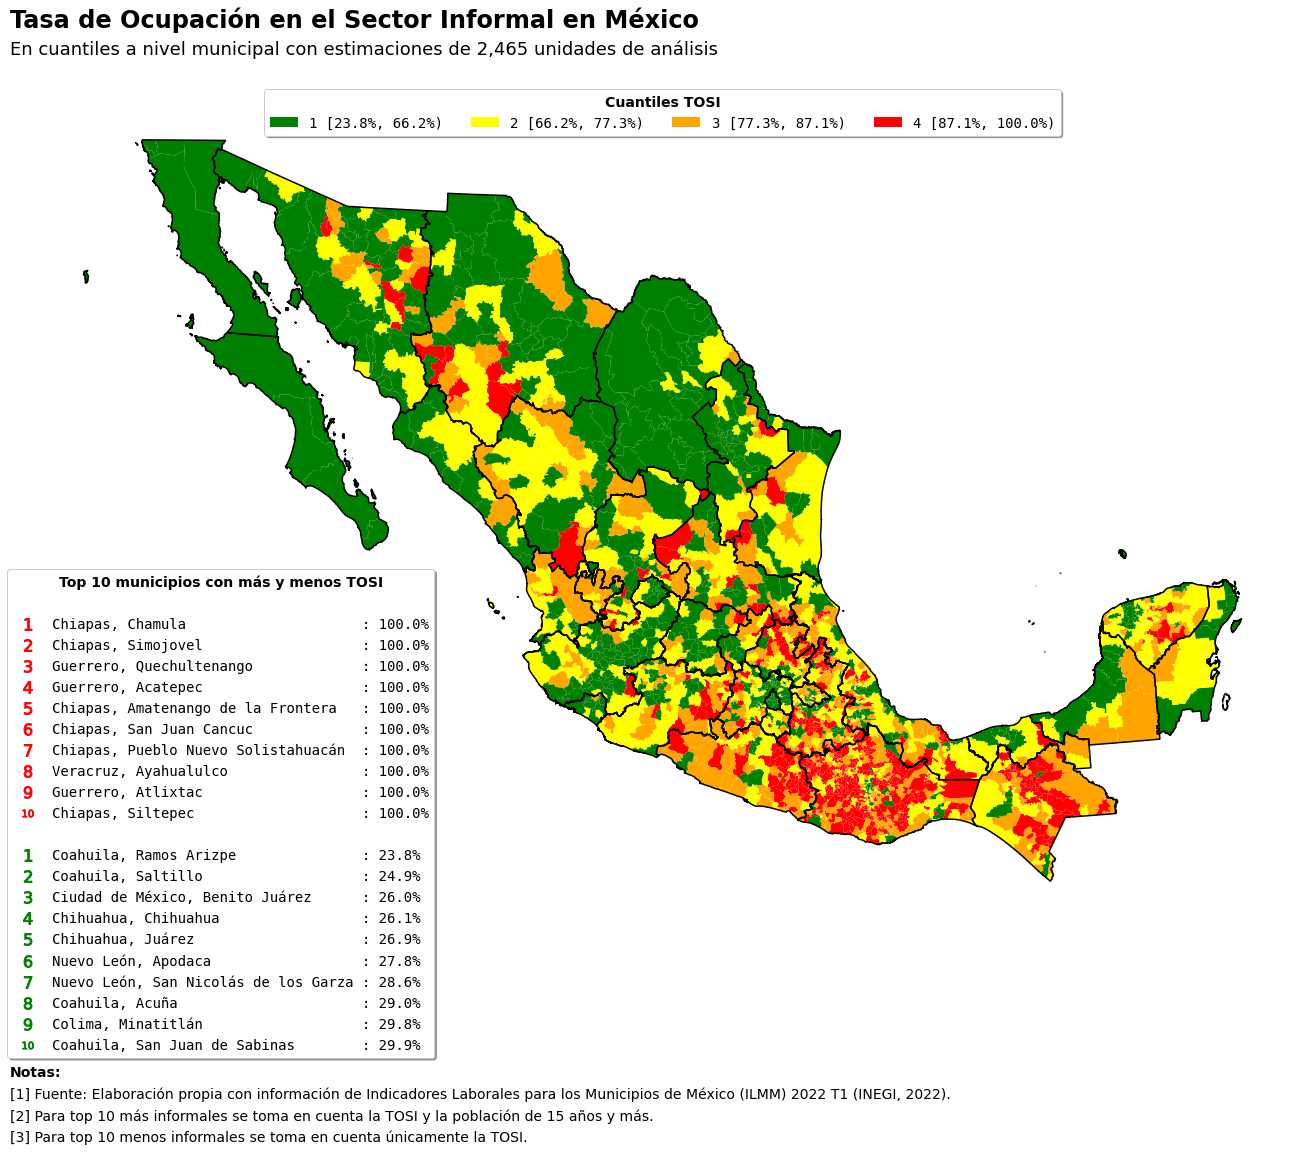 Tasa de Ocupación en el Sector Informal en México
En cuantiles a nivel municipal con estimaciones de 2,465 unidades de análisis
Cuantiles TOSI
1 [23.8%, 66.2%) 2 [66.2%, 77.3%) 3 [77.3%, 87.1%) 4 [87.1%, 100.0%)
Top 10 municipios con más y menos TOSI
1 Chiapas, Chamula : 100.0%
2 Chiapas, Simojovel : 100.0%
3 Guerrero, Quechultenango : 100.0%
4 Guerrero, Acatepec : 100.0%
5 Chiapas, Amatenango de la Frontera : 100.0%
6 Chiapas, San Juan Cancuc : 100.0%
7 Chiapas, Pueblo Nuevo Solistahuacán : 100.0%
8 Veracruz, Ayahualulco : 100.0%
9 Guerrero, Atlixtac : 100.0%
10 Chiapas, Siltepec : 100.0%
1 Coahuila, Ramos Arizpe : 23.8%
2 Coahuila, Saltillo : 24.9%
3 Ciudad de México, Benito Juárez : 26.0%
4 Chihuahua, Chihuahua : 26.1%
5 Chihuahua, Juárez : 26.9%
6 Nuevo León, Apodaca : 27.8%
7 Nuevo León, San Nicolás de los Garza : 28.6%
8 Coahuila, Acuña : 29.0%
9 Colima, Minatitlán : 29.8%
10 Coahuila, San Juan de Sabinas : 29.9%
Notas:
[1] Fuente: Elaboración propia con información de Indicadores Laborales para los Municipios de México (ILMM) 2022 T1 (INEGI, 2022).
[2] Para top 10 más informales se toma en cuenta la TOSI y la población de 15 años y más.
[3] Para top 10 menos informales se toma en cuenta únicamente la TOSI.